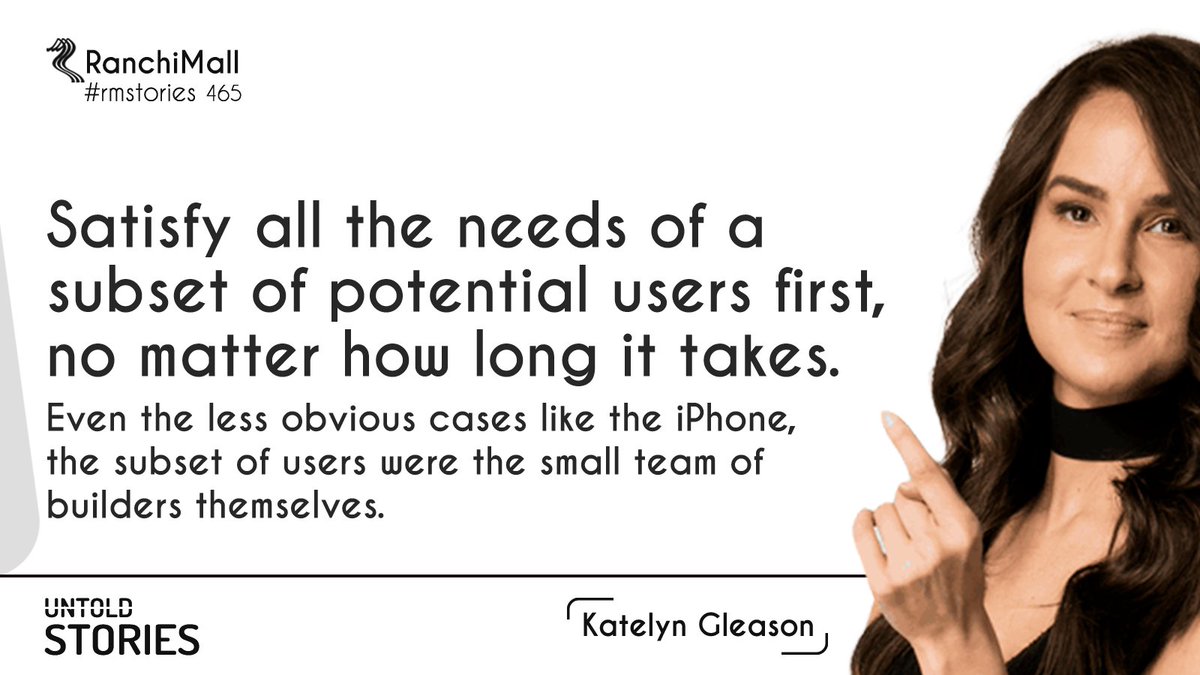 RanchiMall
#rmstories 465
Satisfy all the needs of a
subset of potential users first,
no matter how long it takes.
Even the less obvious cases like the iPhone,
the subset of users were the small team of
builders themselves.
UNTOLD
STORIES
Katelyn Gleason